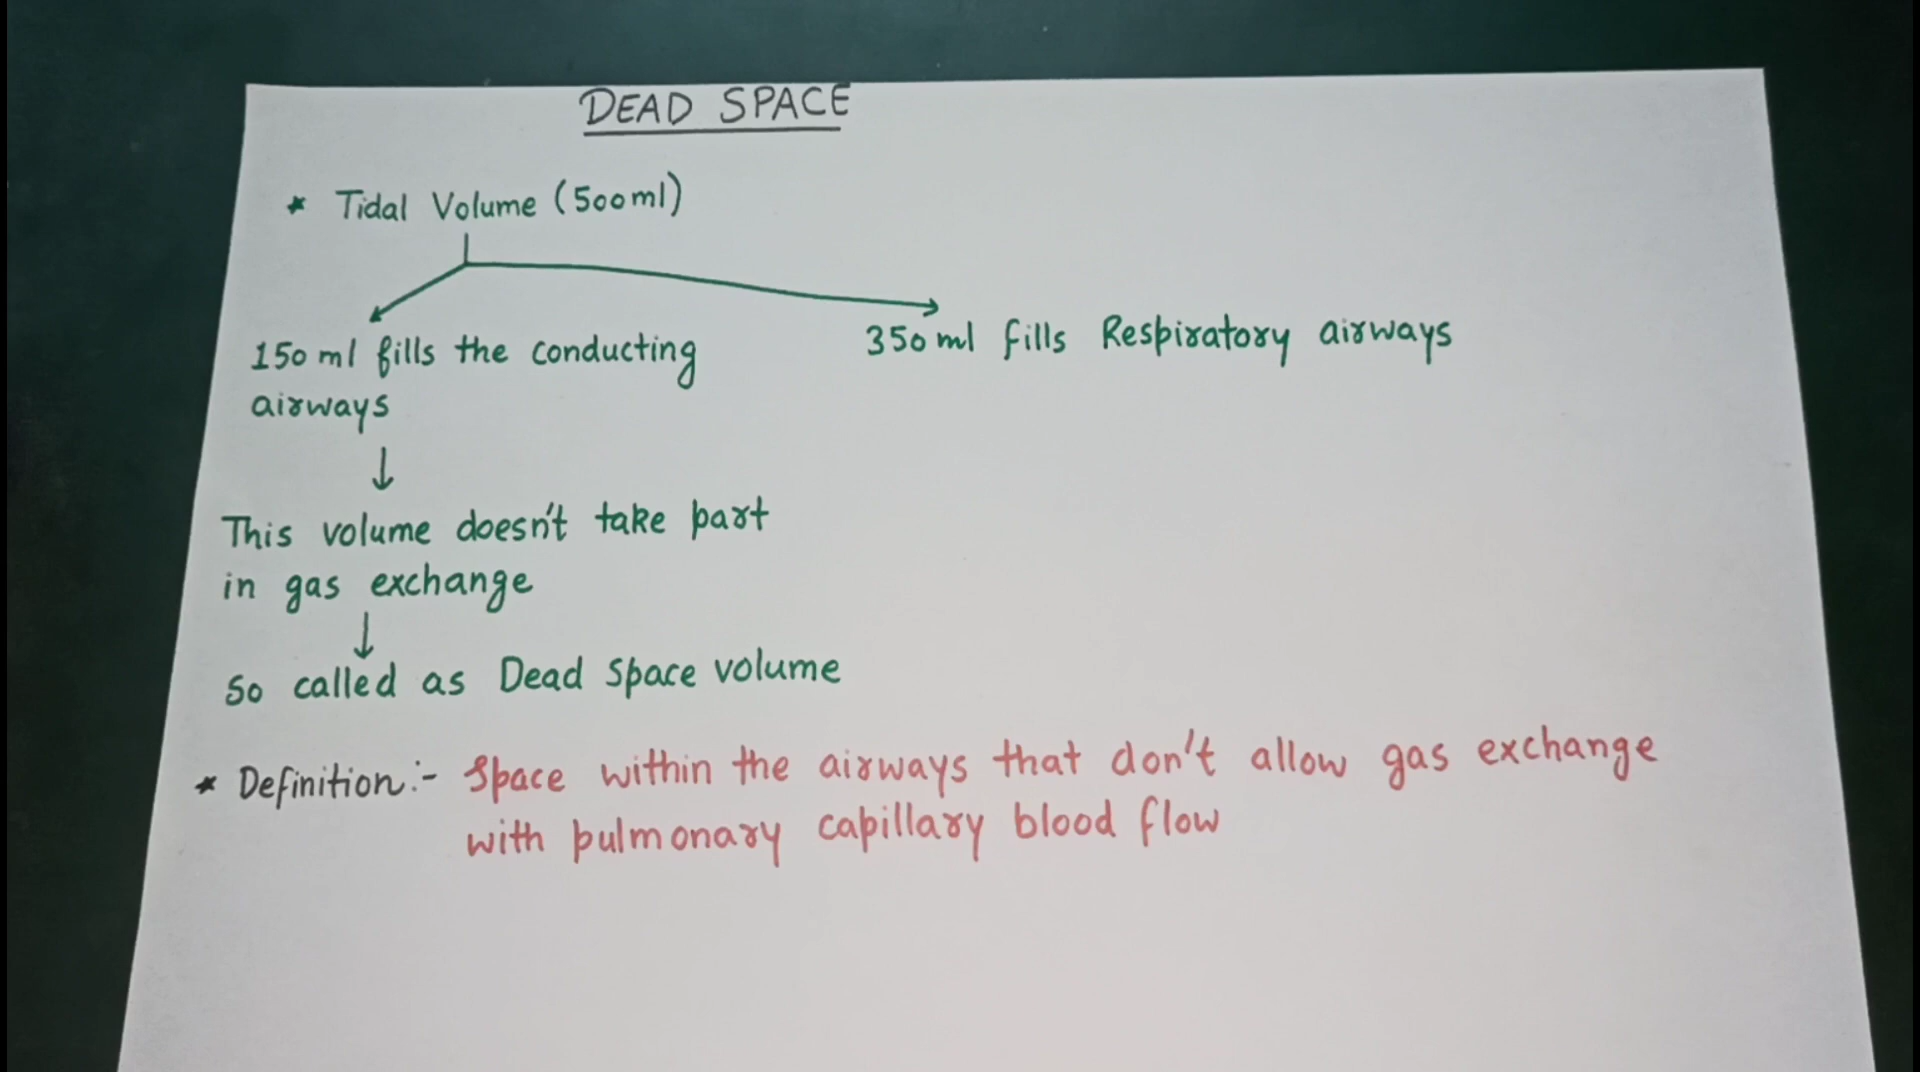 DEAD SPACE
* Tidal Volume (500ml)
150 ml fills the conducting
airways
350 ml fills Respiratory airways
↓
This volume doesn't take part
in gas exchange
↓
So called as Dead Space volume
* Definition:- Space within the airways that don't allow gas exchange
with pulmonary capillary blood flow